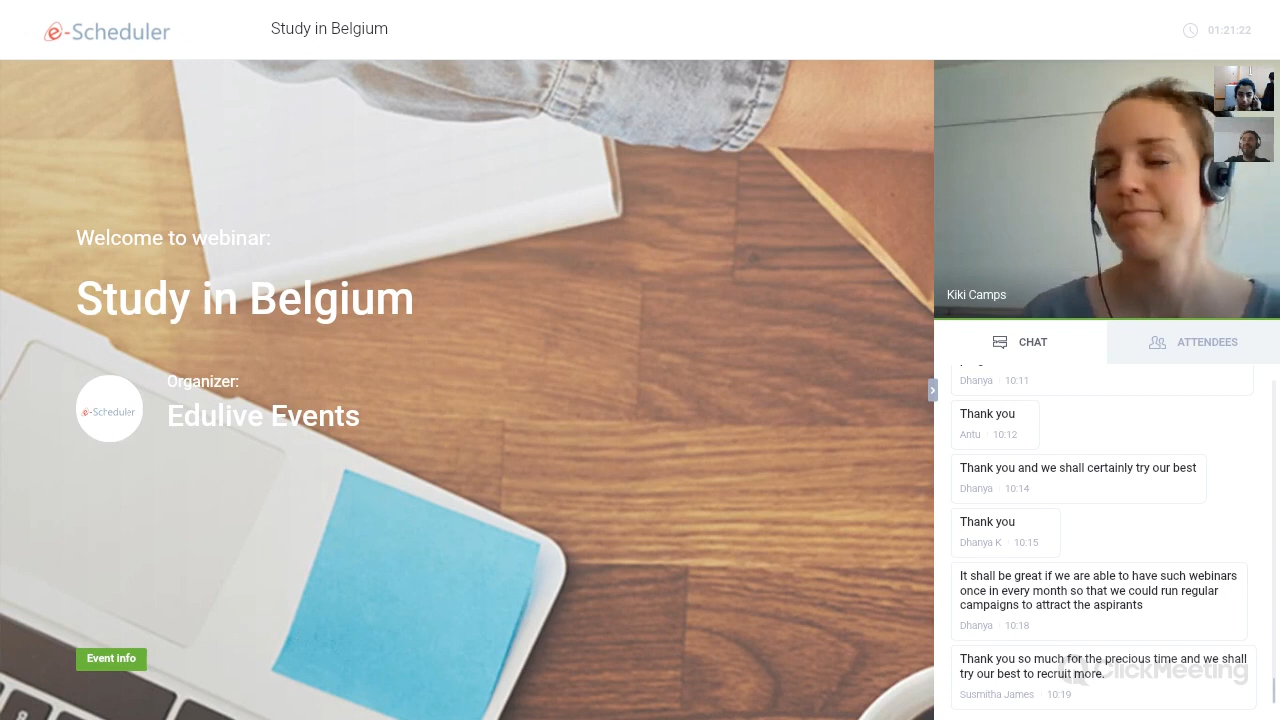 e-Scheduler
Study in Belgium
01:21:22
Welcome to webinar:
Study in Belgium
e-Scheduler
Organizer:
Edulive Events
Event info
Kiki Camps
CHAT
ATTENDEES
Dhanya 10:11
Thank you
Antu 10:12
Thank you and we shall certainly try our best
Dhanya 10:14
Thank you
Dhanya K 10:15
It shall be great if we are able to have such webinars
once in every month so that we could run regular
campaigns to attract the aspirants
Dhanya 10:18
Thank you so much for the precious time and we shall
try our best to recruit more.
Susmitha James 10:19
ClickMeeting